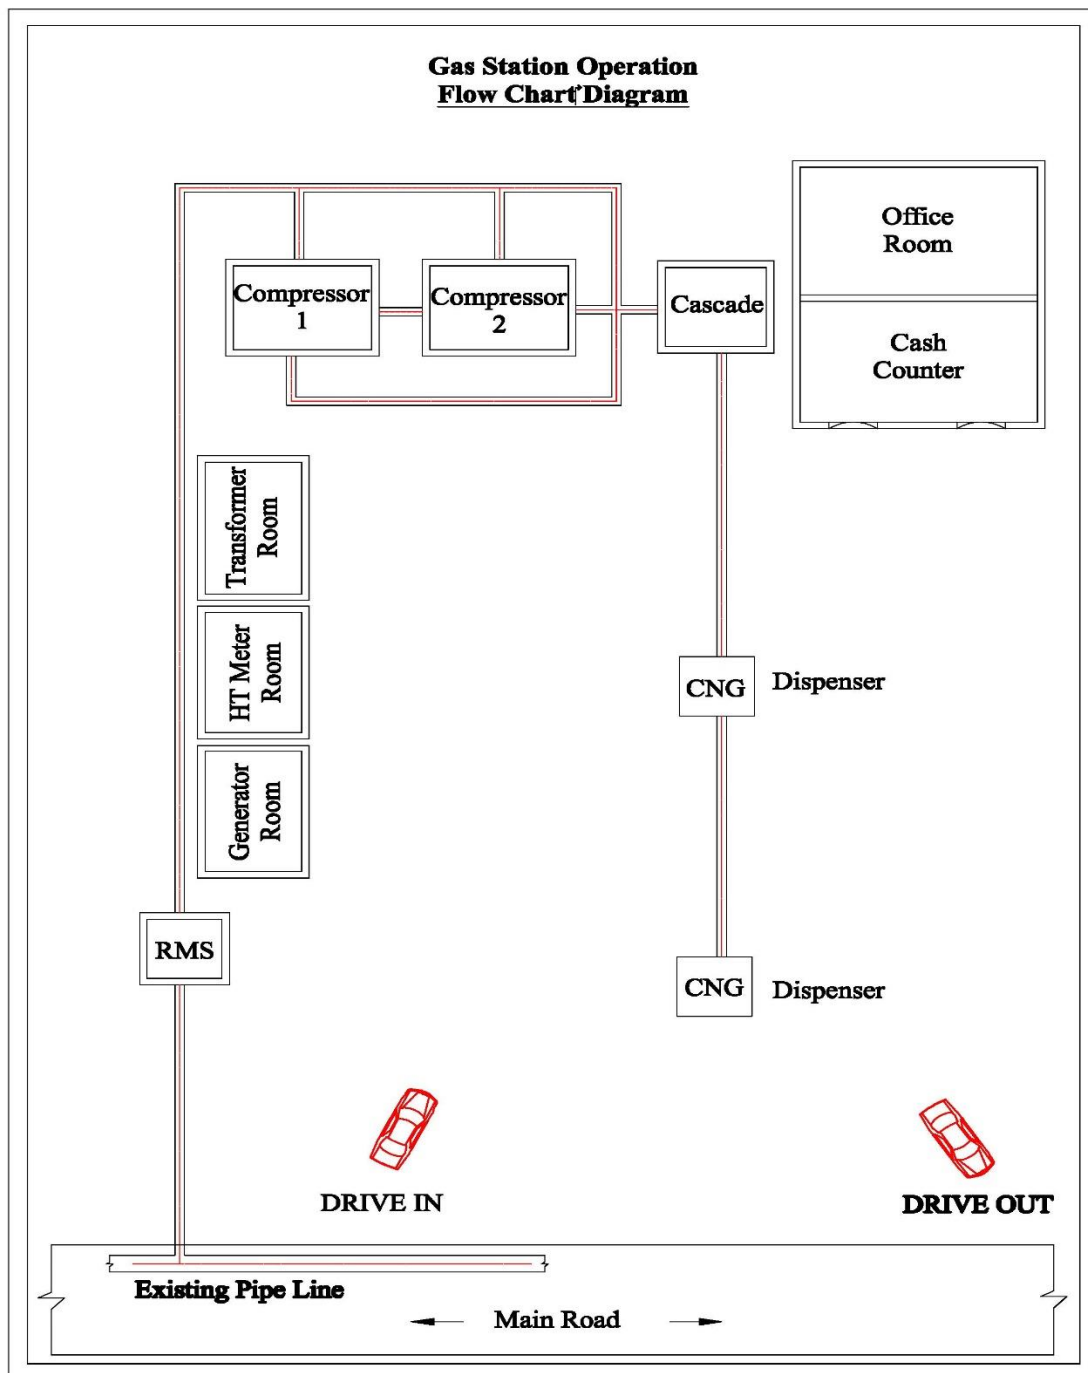 Gas Station Operation
Flow Chart Diagram
Office
Room
Compressor
1
Compressor
2
Cascade
Cash
Counter
Transformer
Room
HT Meter
Room
CNG
Dispenser
Generator
Room
RMS
CNG
Dispenser
DRIVE IN
DRIVE OUT
Existing Pipe Line
Main Road